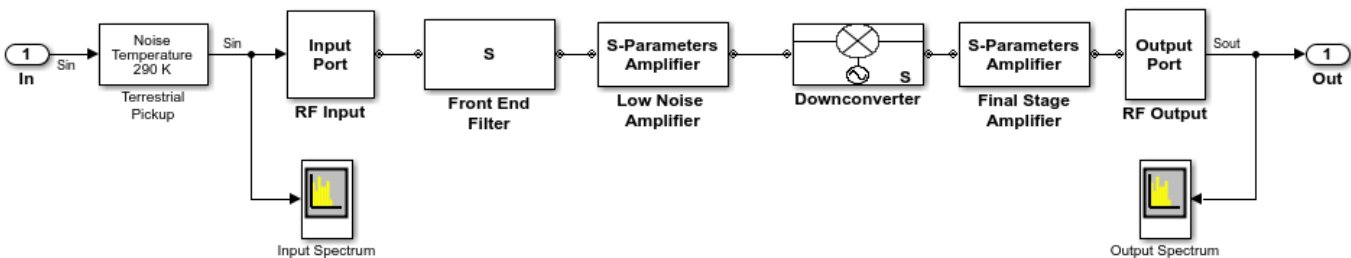 1
In
Sin
Noise
Temperature
290 K
Terrestrial
Pickup
Sin
Input
Port
RF Input
S
Front End
Filter
S-Parameters
Amplifier
Low Noise
Amplifier
S
Downconverter
S-Parameters
Amplifier
Final Stage
Amplifier
Output
Port
RF Output
Sout
1
Out
Input Spectrum
Output Spectrum